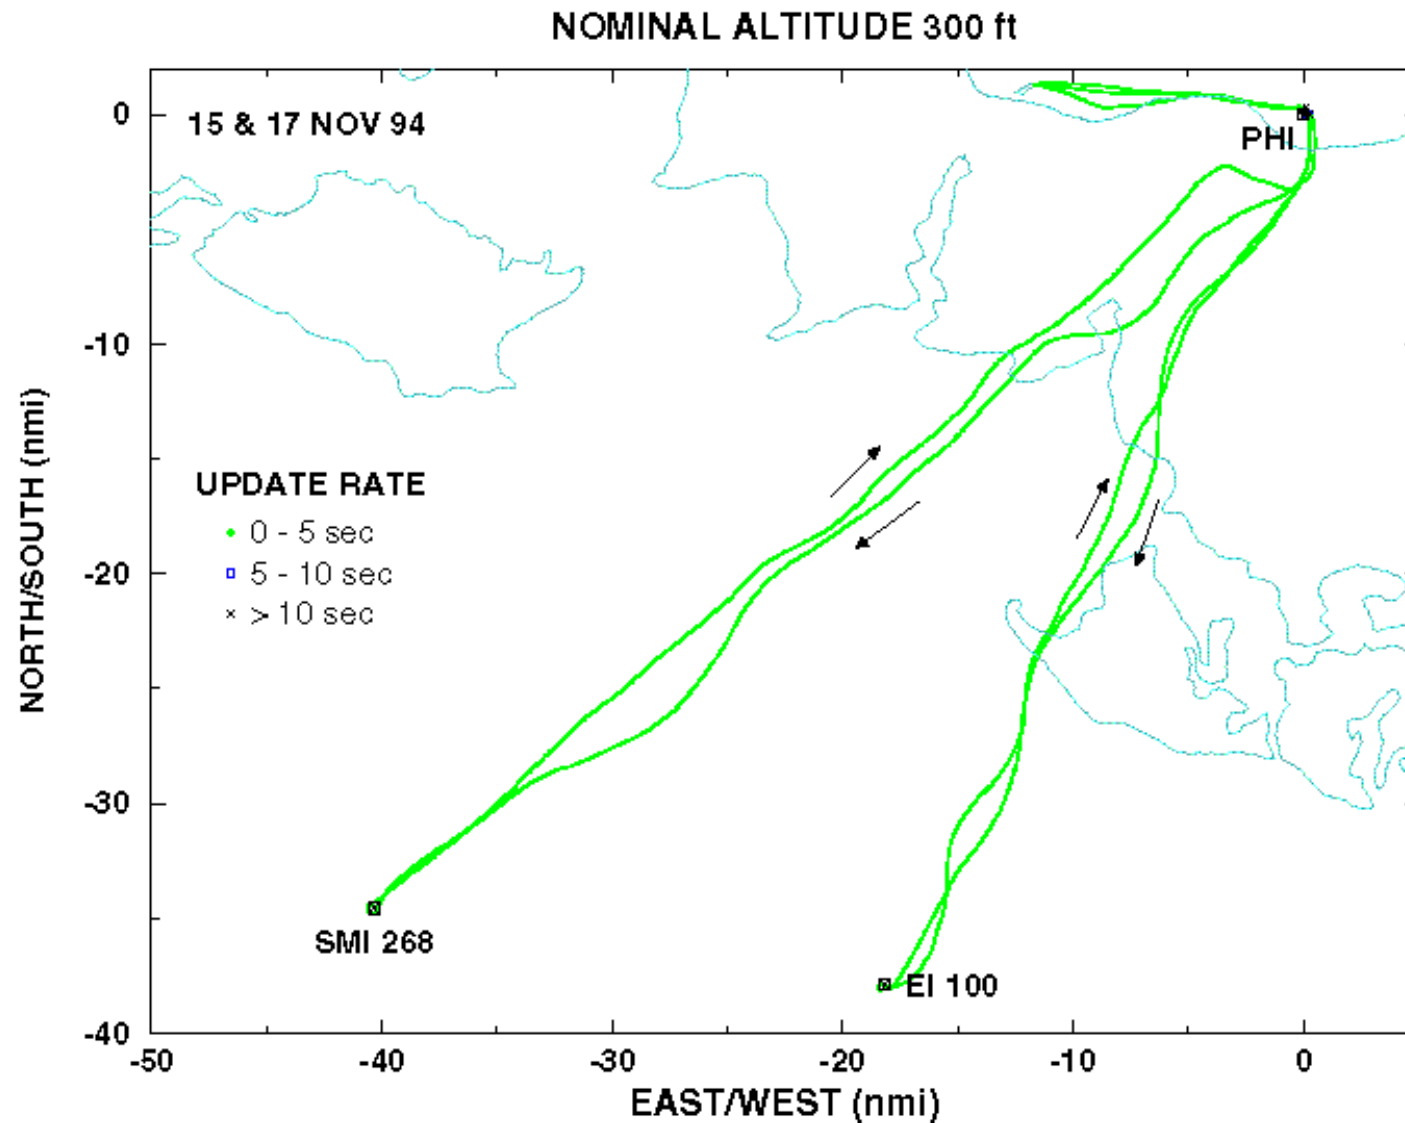 NOMINAL ALTITUDE 300 ft
0
15 & 17 NOV 94
PHI
-10
NORTH/SOUTH (nmi)
UPDATE RATE
0 - 5 sec
5 - 10 sec
> 10 sec
-20
-30
SMI 268
EI 100
-40
-50 -40 -30 -20 -10 0
EAST/WEST (nmi)